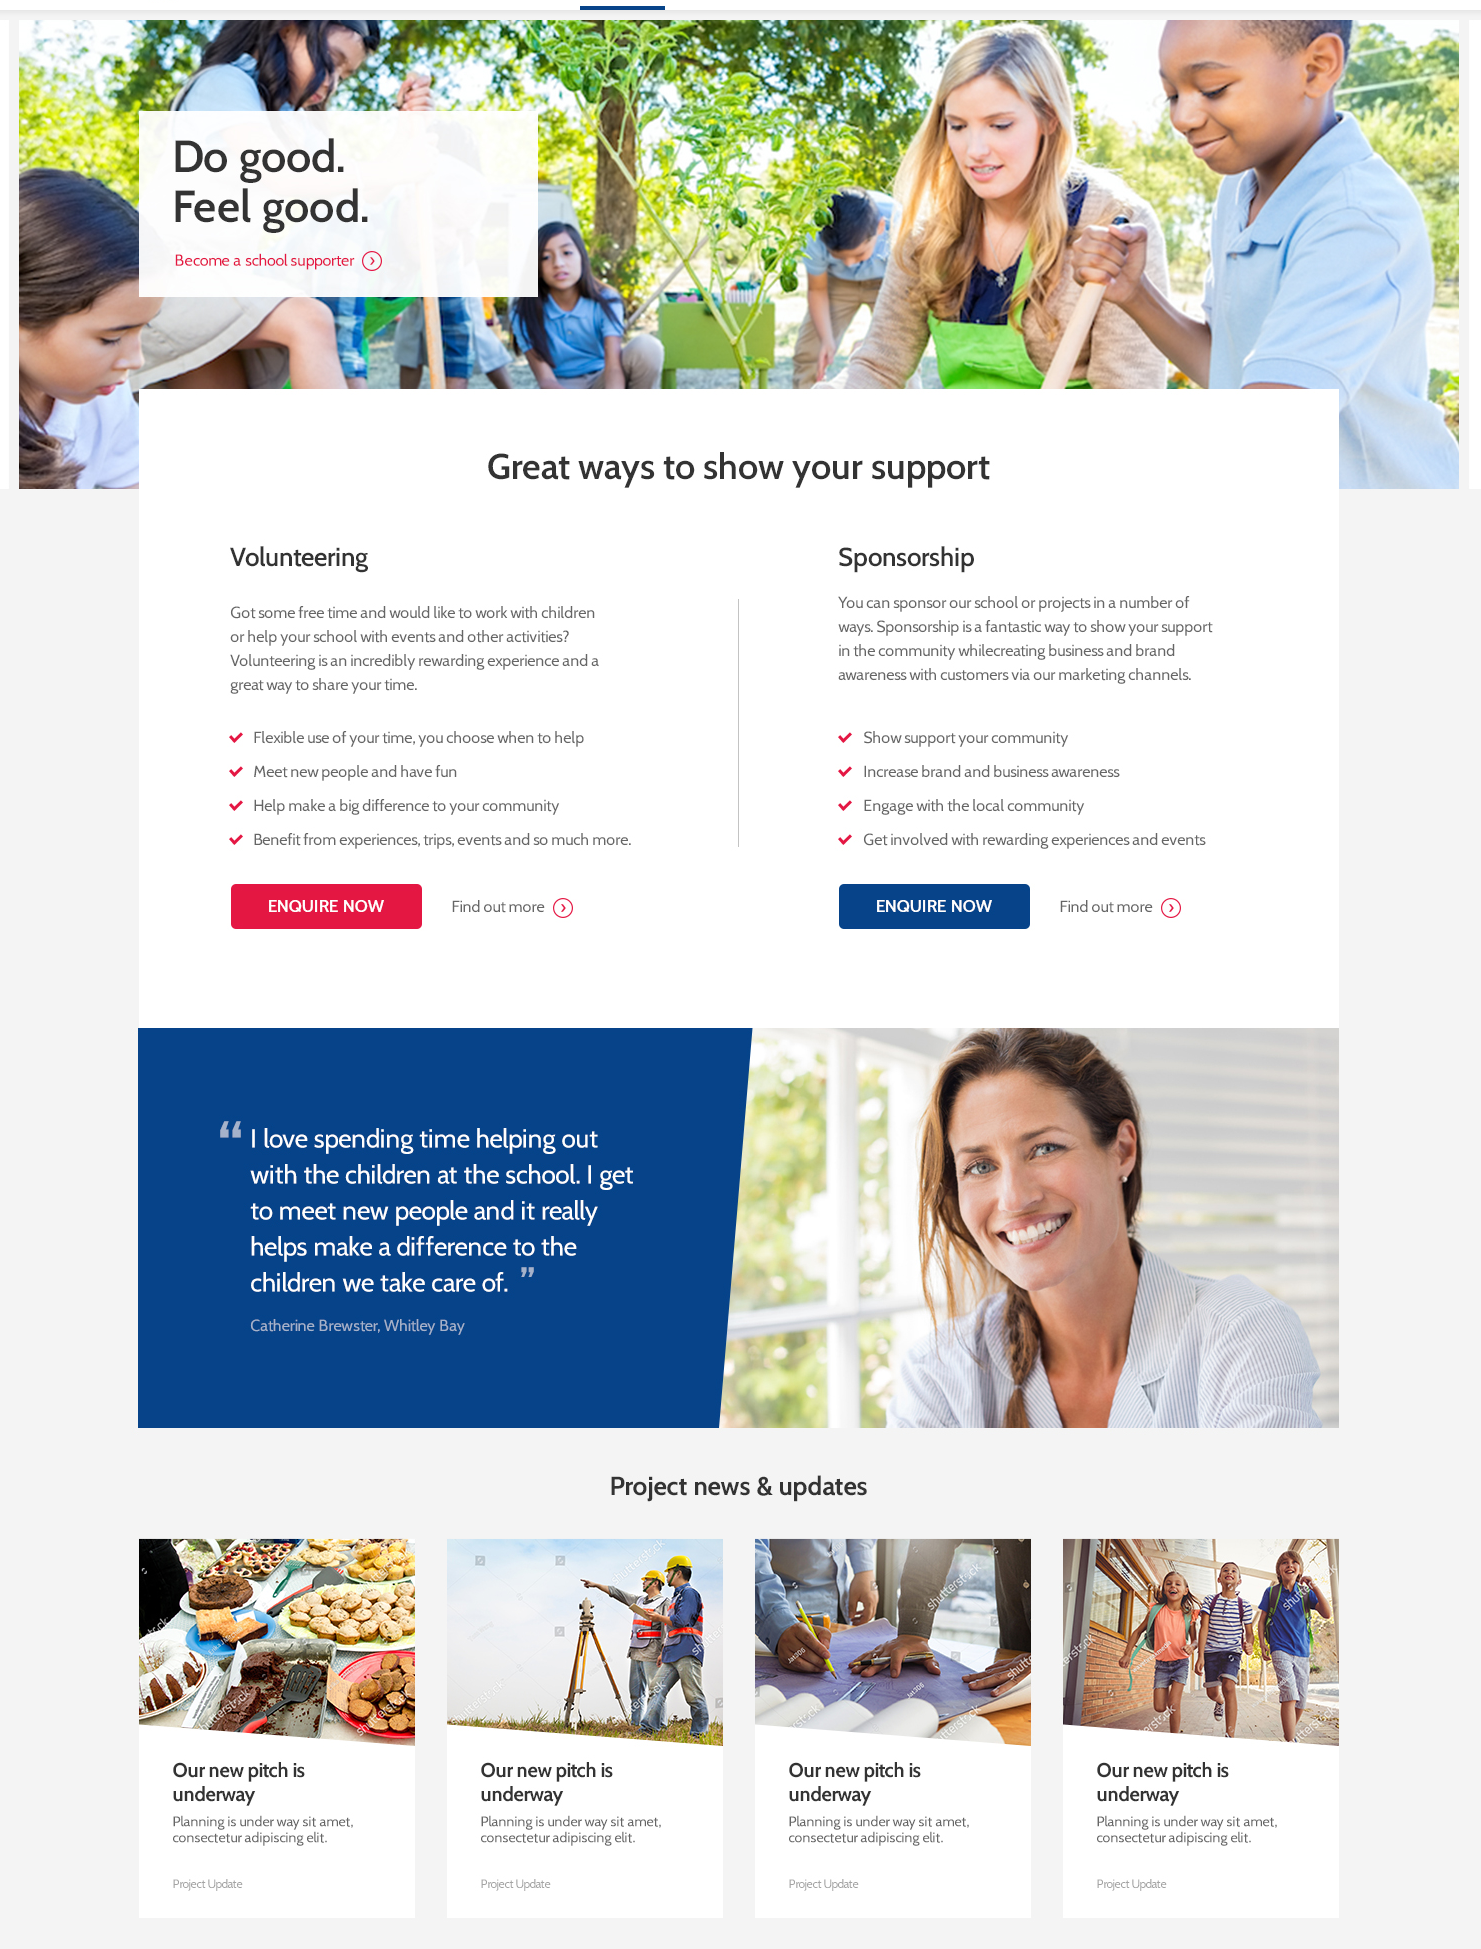 Do good.
Feel good.
Become a school supporter
Great ways to show your support
Volunteering
Got some free time and would like to work with children
or help your school with events and other activities?
Volunteering is an incredibly rewarding experience and a
great way to share your time.
Flexible use of your time, you choose when to help
Meet new people and have fun
Help make a big difference to your community
Benefit from experiences, trips, events and so much more.
ENQUIRE NOW
Find out more
Sponsorship
You can sponsor our school or projects in a number of
ways. Sponsorship is a fantastic way to show your support
in the community whilecreating business and brand
awareness with customers via our marketing channels.
Show support your community
Increase brand and business awareness
Engage with the local community
Get involved with rewarding experiences and events
ENQUIRE NOW
Find out more
“ I love spending time helping out
with the children at the school. I get
to meet new people and it really
helps make a difference to the
children we take care of. ”
Catherine Brewster, Whitley Bay
Project news & updates
shutterstock
shutterstock
shutterstock
shutterstock
Our new pitch is
underway
Planning is under way sit amet,
consectetur adipiscing elit.
Project Update
Our new pitch is
underway
Planning is under way sit amet,
consectetur adipiscing elit.
Project Update
Our new pitch is
underway
Planning is under way sit amet,
consectetur adipiscing elit.
Project Update
Our new pitch is
underway
Planning is under way sit amet,
consectetur adipiscing elit.
Project Update